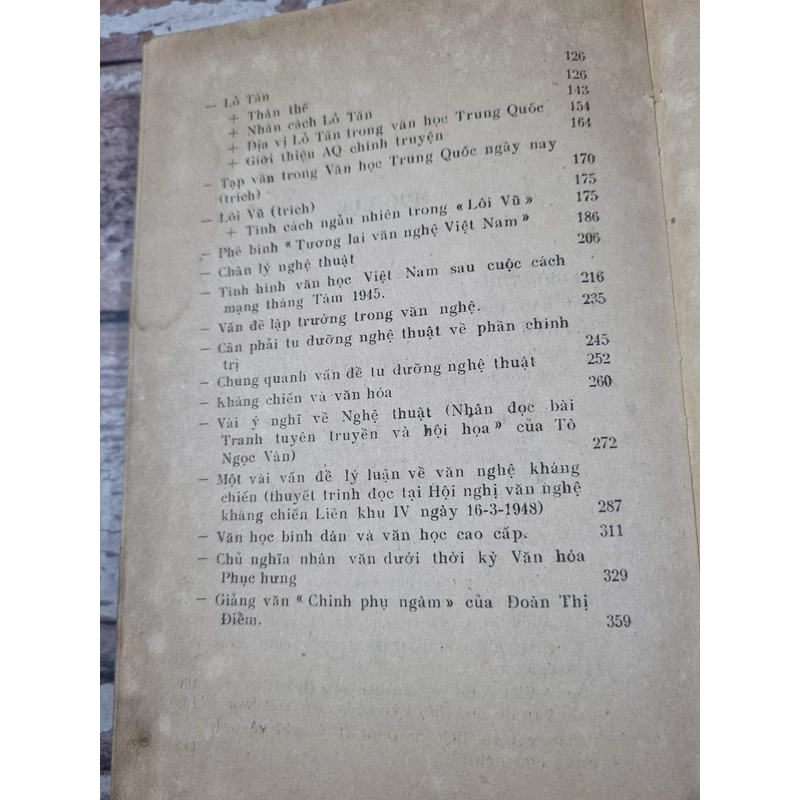 — Lỗ Tấn 126
+ Thân thế 126
+ Nhân cách Lỗ Tấn 143
+ Địa vị Lỗ Tấn trong văn học Trung Quốc 154
+ Giới thiệu AQ chính truyện 164
— Tạp văn trong Văn học Trung Quốc ngày nay
(trích) 170
— Lôi Vũ (trích) 175
+ Tính cách ngẫu nhiên trong «Lôi Vũ» 175
— Phê bình «Tương lai văn nghệ Việt Nam» 186
— Chân lý nghệ thuật 206
— Tình hình văn học Việt Nam sau cuộc cách
mạng tháng Tám 1945. 216
— Vấn đề lập trường trong văn nghệ. 235
— Cần phải tu dưỡng nghệ thuật về phần chính
trị 245
— Chung quanh vấn đề tu dưỡng nghệ thuật 252
— Kháng chiến và văn hóa 260
— Vài ý nghĩ về Nghệ thuật (Nhân đọc bài
Tranh tuyên truyền và hội họa» của Tô
Ngọc Vân) 272
— Một vài vấn đề lý luận về văn nghệ kháng
chiến (thuyết trình đọc tại Hội nghị văn nghệ
kháng chiến Liên khu IV ngày 16-3-1948) 287
— Văn học bình dân và văn học cao cấp. 311
— Chủ nghĩa nhân văn dưới thời kỳ Văn hóa
Phục hưng 329
— Giảng văn «Chinh phụ ngâm» của Đoàn Thị
Điểm. 359